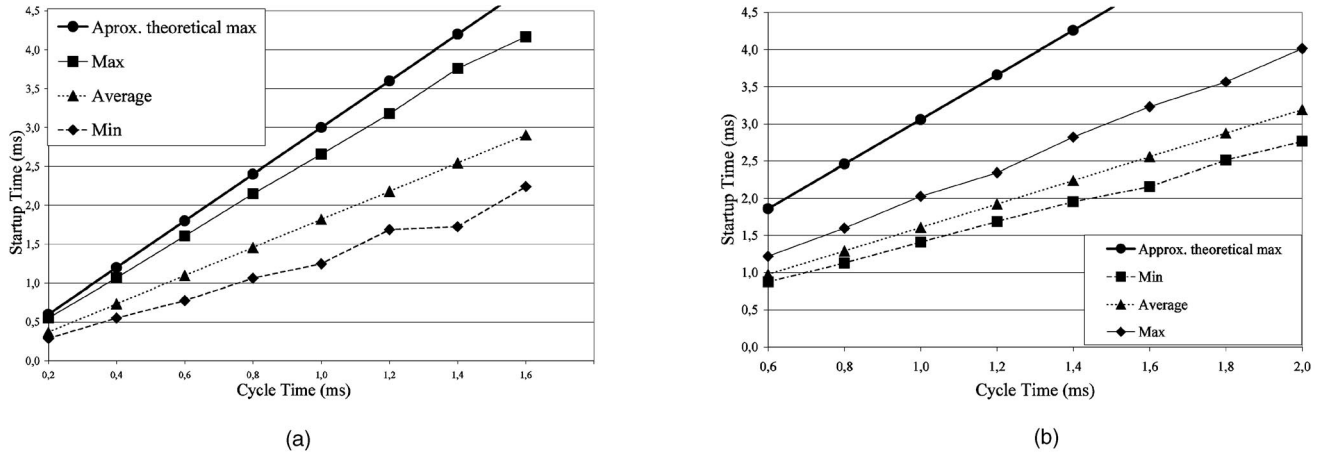 4,5
4,0
3,5
3,0
2,5
2,0
1,5
1,0
0,5
0,0
Startup Time (ms)
Aprox. theoretical max
Max
Average
Min
0,2 0,4 0,6 0,8 1,0 1,2 1,4 1,6
Cycle Time (ms)
(a)
4,5
4,0
3,5
3,0
2,5
2,0
1,5
1,0
0,5
0,0
Startup Time (ms)
Approx. theoretical max
Min
Average
Max
0,6 0,8 1,0 1,2 1,4 1,6 1,8 2,0
Cycle Time (ms)
(b)